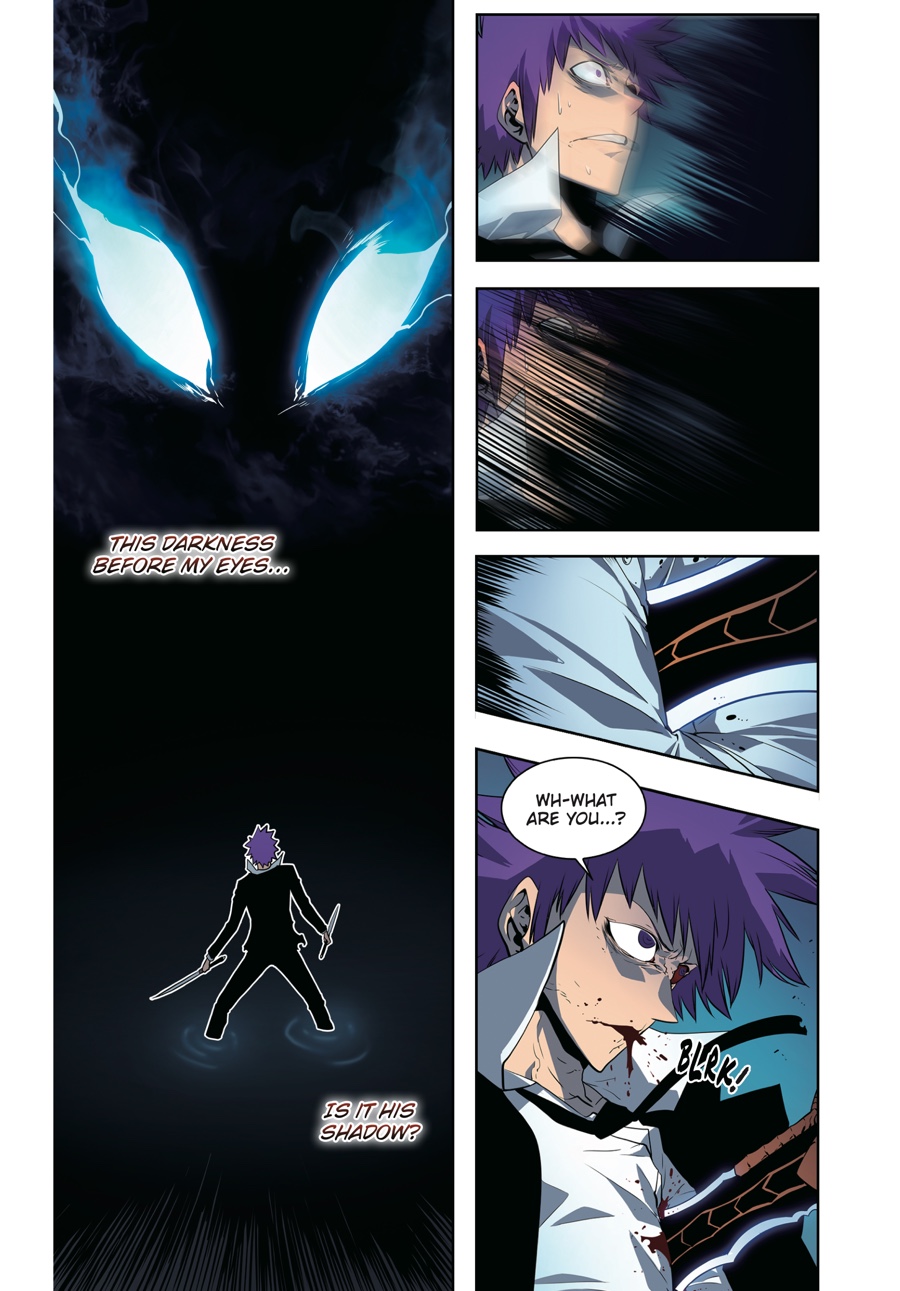 THIS DARKNESS
BEFORE MY EYES...
IS IT HIS
SHADOW?
WH-WHAT
ARE YOU...?
BLRK!